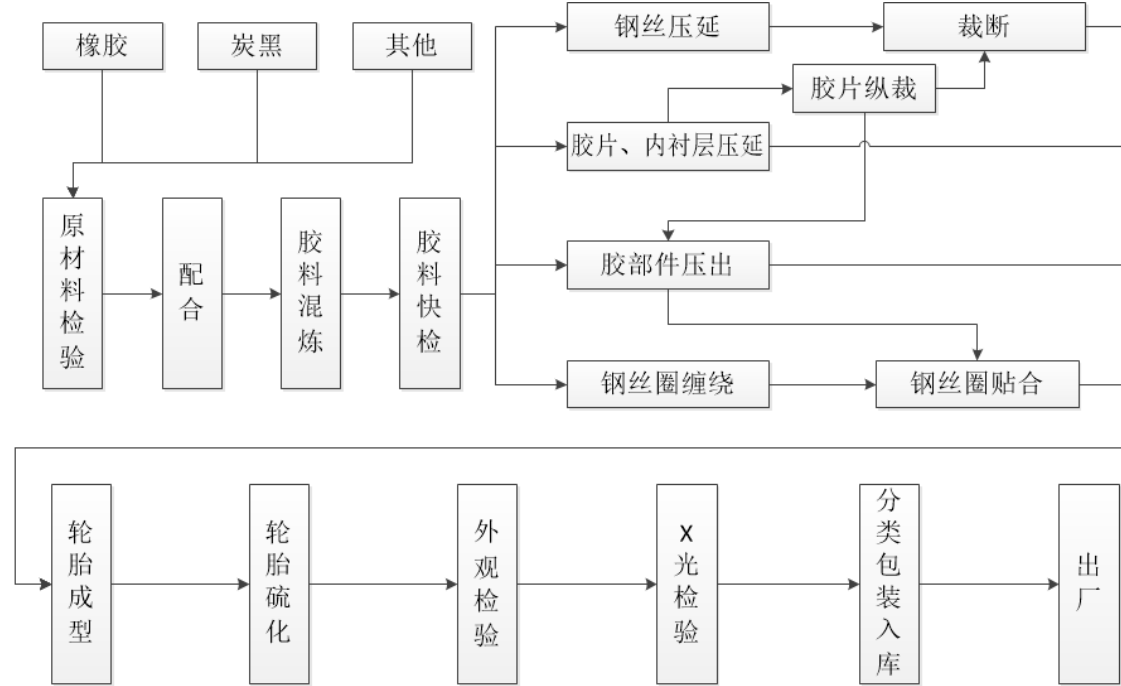 橡胶
炭黑
其他
钢丝压延
裁断
胶片纵裁
胶片、内衬层压延
原材料检验
配合
胶料混炼
胶料快检
胶部件压出
钢丝圈缠绕
钢丝圈贴合
轮胎成型
轮胎硫化
外观检验
X光检验
分类包装入库
出厂